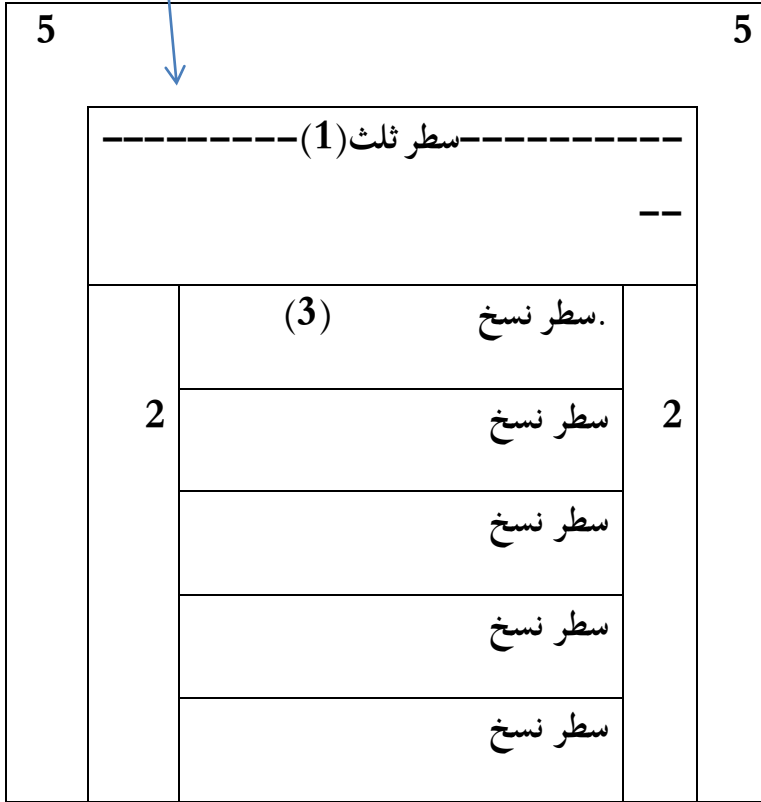 5 5
----------سطر ثلث(1)---------
--
.سطر نسخ (3)
2 سطر نسخ 2
سطر نسخ
سطر نسخ
سطر نسخ